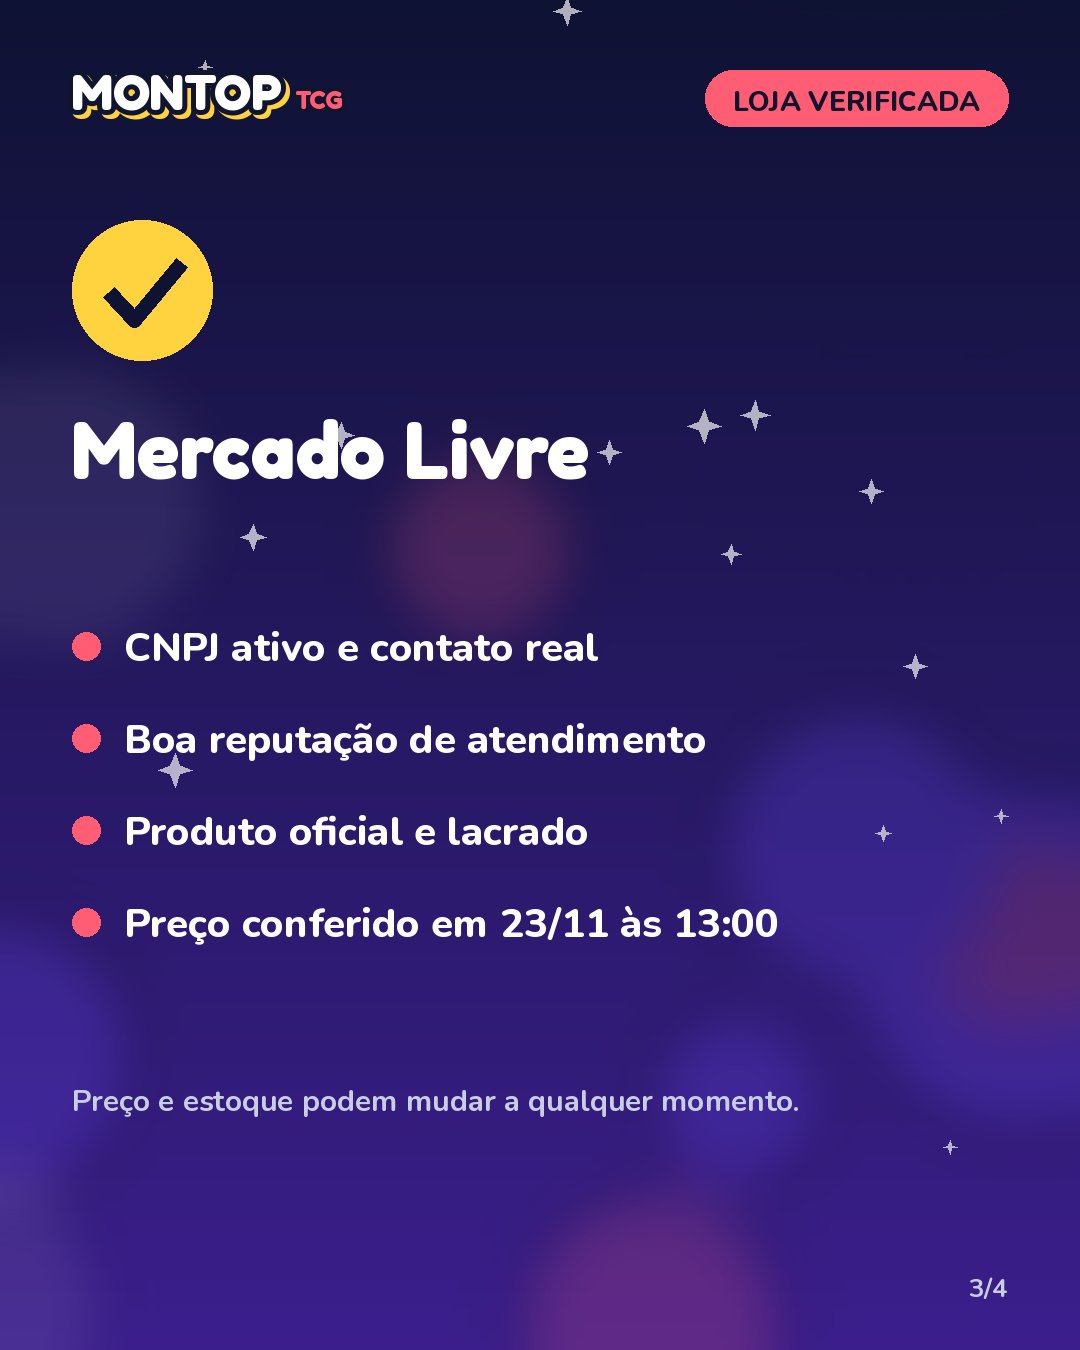 MONTOP TCG
LOJA VERIFICADA
Mercado Livre
CNPJ ativo e contato real
Boa reputação de atendimento
Produto oficial e lacrado
Preço conferido em 23/11 às 13:00
Preço e estoque podem mudar a qualquer momento.
3/4